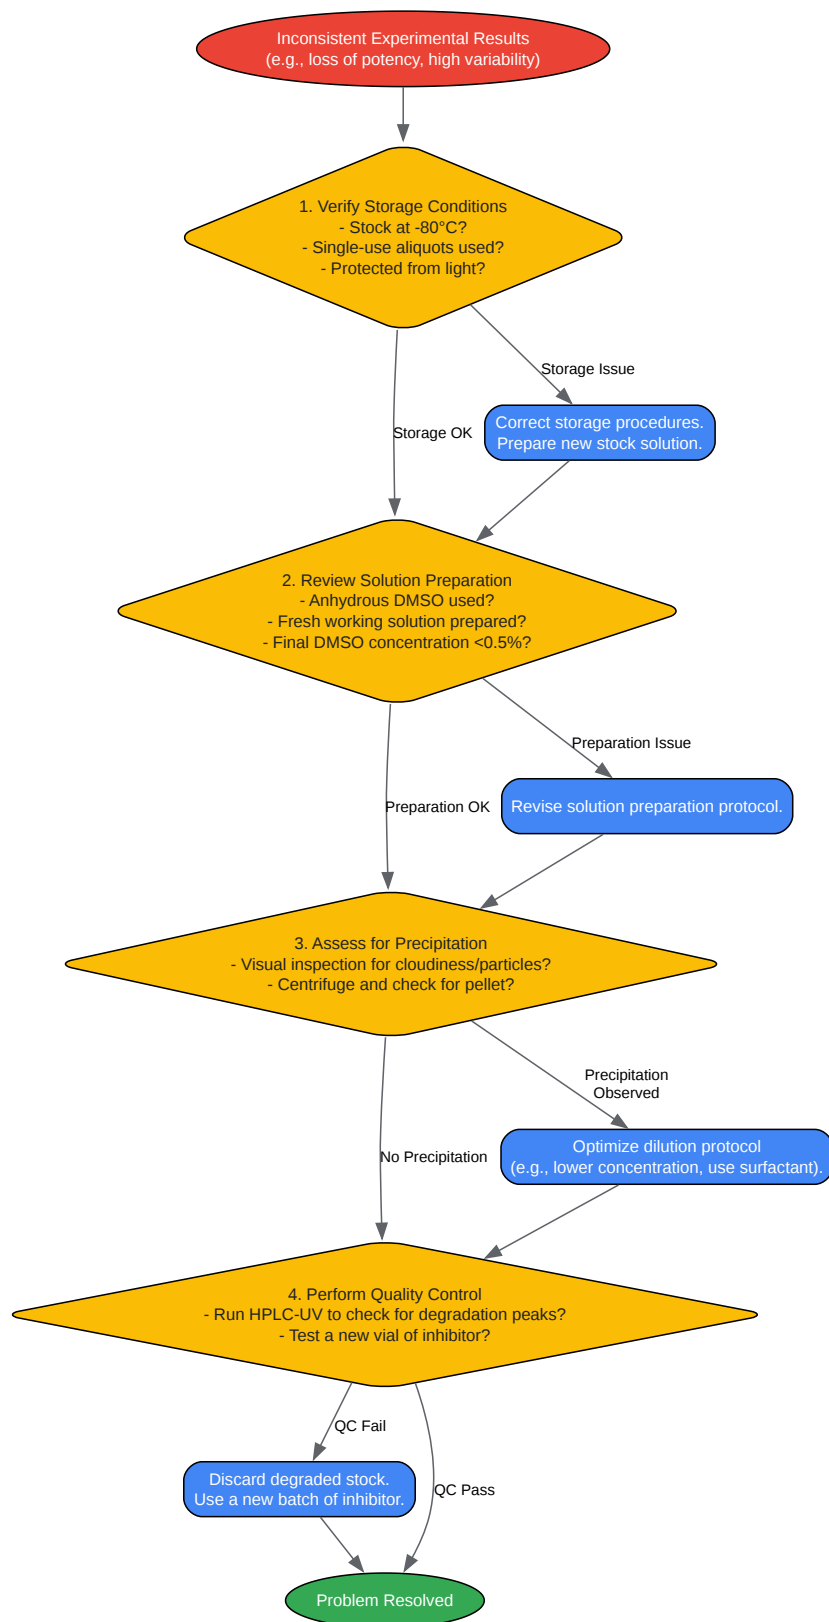 Inconsistent Experimental Results
(e.g., loss of potency, high variability)
1. Verify Storage Conditions
- Stock at -80°C?
- Single-use aliquots used?
- Protected from light?
Storage Issue
Storage OK
Correct storage procedures.
Prepare new stock solution.
2. Review Solution Preparation
- Anhydrous DMSO used?
- Fresh working solution prepared?
- Final DMSO concentration <0.5%?
Preparation Issue
Preparation OK
Revise solution preparation protocol.
3. Assess for Precipitation
- Visual inspection for cloudiness/particles?
- Centrifuge and check for pellet?
Precipitation
Observed
No Precipitation
Optimize dilution protocol
(e.g., lower concentration, use surfactant).
4. Perform Quality Control
- Run HPLC-UV to check for degradation peaks?
- Test a new vial of inhibitor?
QC Fail
QC Pass
Discard degraded stock.
Use a new batch of inhibitor.
Problem Resolved